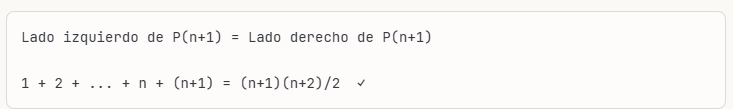 Lado izquierdo de P(n+1) = Lado derecho de P(n+1)
1 + 2 + ... + n + (n+1) = (n+1)(n+2)/2 ✓